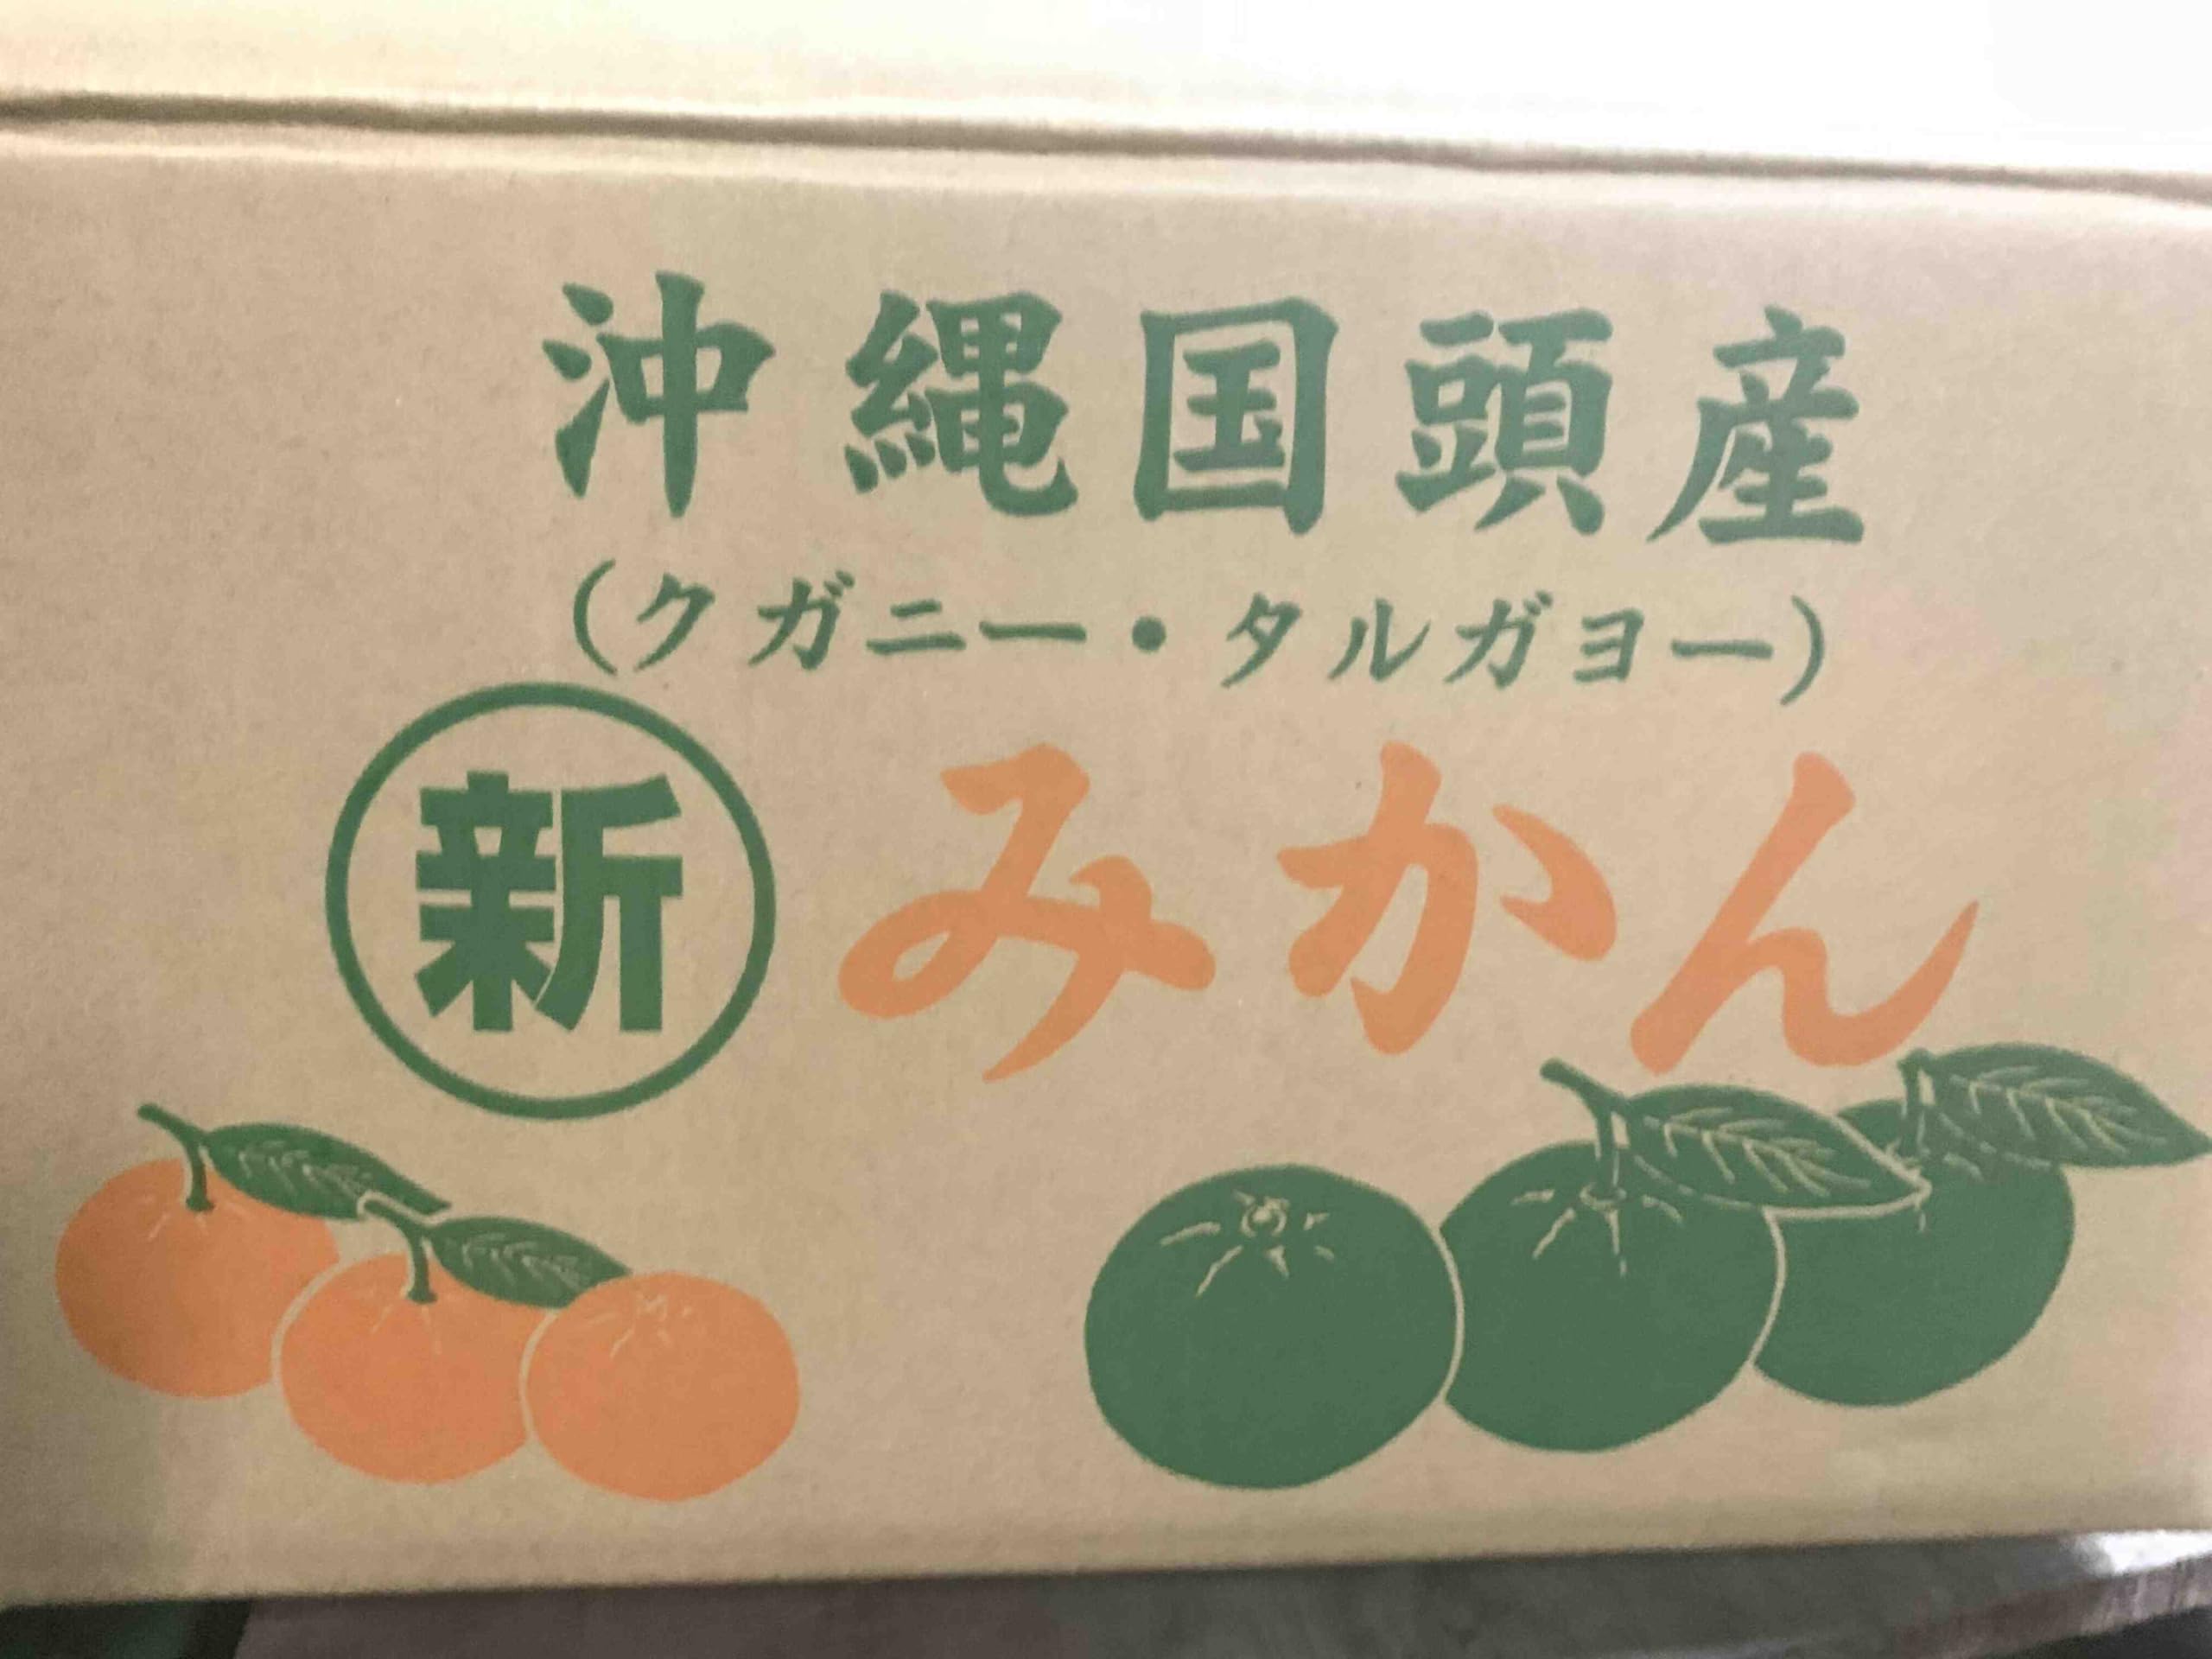 沖縄国頭産
(クガニー・タルガヨー)
新 みかん